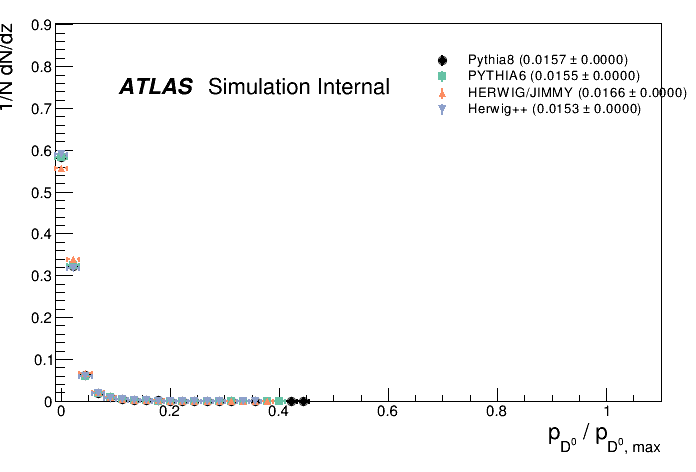 1/N dN/dz
0.9
0.8
0.7
0.6
0.5
0.4
0.3
0.2
0.1
0
ATLAS Simulation Internal
Pythia8 (0.0157 ± 0.0000)
PYTHIA6 (0.0155 ± 0.0000)
HERWIG/JIMMY (0.0166 ± 0.0000)
Herwig++ (0.0153 ± 0.0000)
0 0.2 0.4 0.6 0.8 1
p_D⁰ / p_D⁰, max